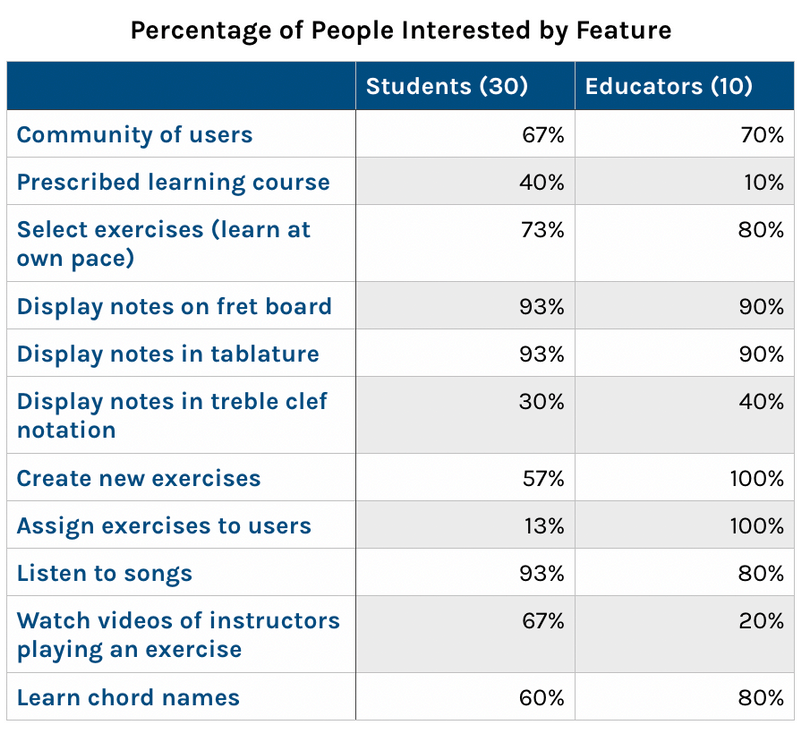 Percentage of People Interested by Feature
Students (30) Educators (10)
Community of users 67% 70%
Prescribed learning course 40% 10%
Select exercises (learn at 73% 80%
own pace)
Display notes on fret board 93% 90%
Display notes in tablature 93% 90%
Display notes in treble clef 30% 40%
notation
Create new exercises 57% 100%
Assign exercises to users 13% 100%
Listen to songs 93% 80%
Watch videos of instructors 67% 20%
playing an exercise
Learn chord names 60% 80%